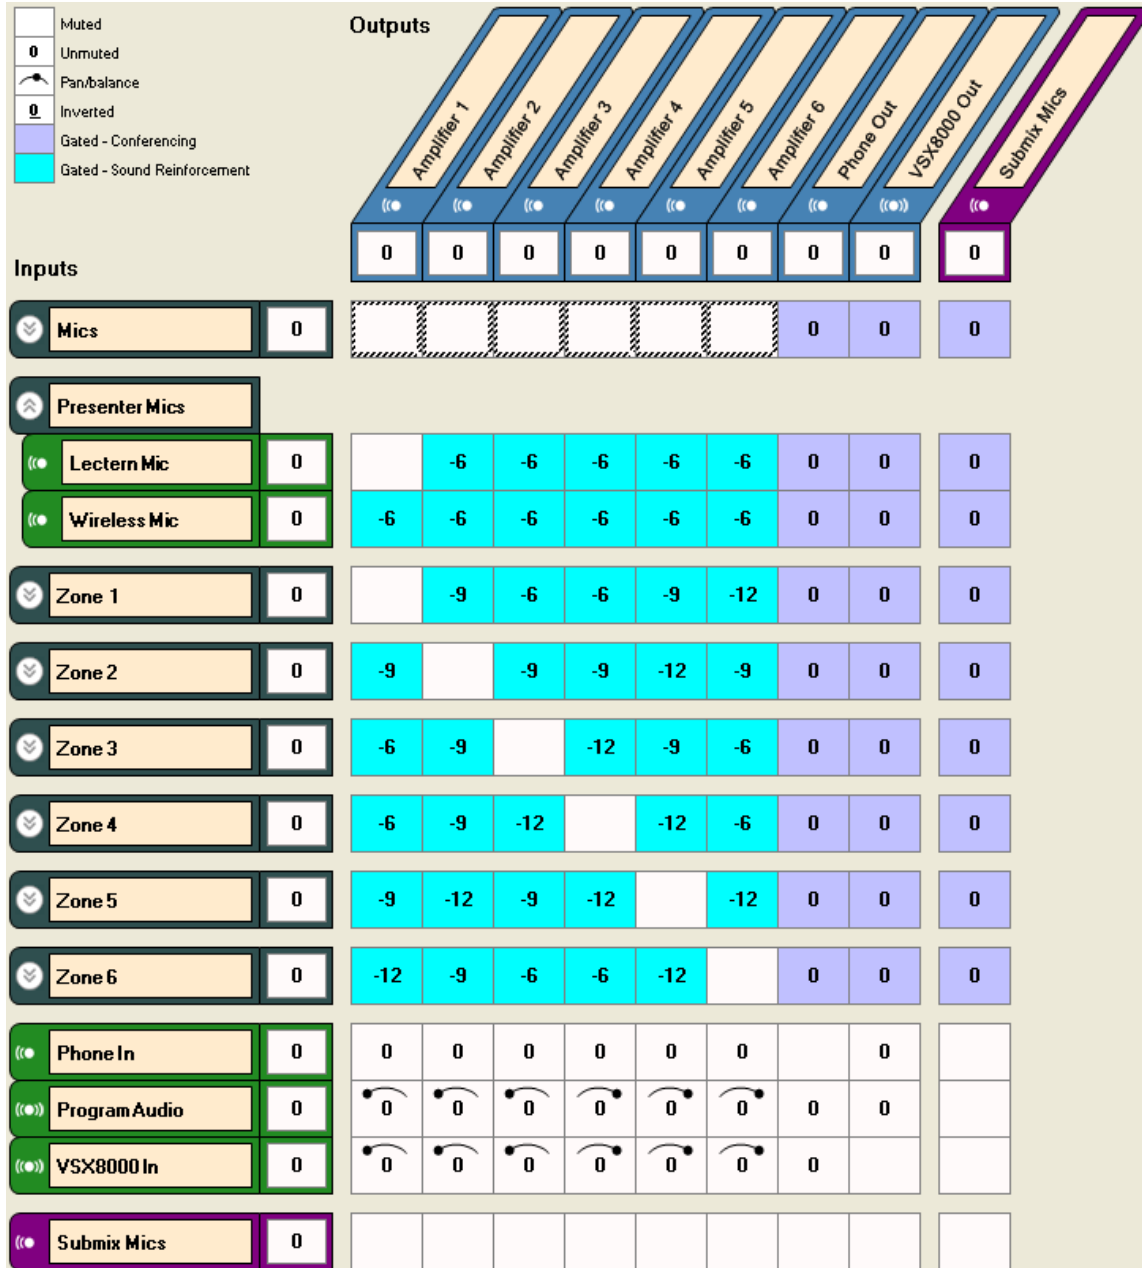 Muted
0 Unmuted
Pan/balance
0 Inverted
Gated - Conferencing
Gated - Sound Reinforcement
Outputs
Amplifier 1
Amplifier 2
Amplifier 3
Amplifier 4
Amplifier 5
Amplifier 6
Phone Out
VSX8000 Out
Submix Mics
0 0 0 0 0 0 0 0 0
Inputs
Mics 0 0 0 0
Presenter Mics
Lectern Mic 0 -6 -6 -6 -6 -6 0 0 0
Wireless Mic 0 -6 -6 -6 -6 -6 -6 0 0 0
Zone 1 0 -9 -6 -6 -9 -12 0 0 0
Zone 2 0 -9 -9 -9 -12 -9 0 0 0
Zone 3 0 -6 -9 -12 -9 -6 0 0 0
Zone 4 0 -6 -9 -12 -12 -6 0 0 0
Zone 5 0 -9 -12 -9 -12 -12 0 0 0
Zone 6 0 -12 -9 -6 -6 -12 0 0 0
Phone In 0 0 0 0 0 0 0 0
Program Audio 0 0 0 0 0 0 0 0 0
VSX8000 In 0 0 0 0 0 0 0 0
Submix Mics 0